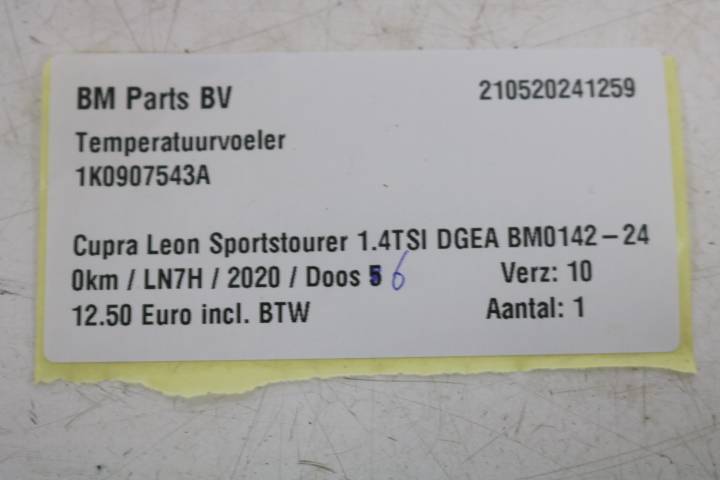 BM Parts BV 210520241259
Temperatuurvoeler
1K0907543A
Cupra Leon Sportstourer 1.4TSI DGEA BM0142-24
0km / LN7H / 2020 / Doos 5 6 Verz: 10
12.50 Euro incl. BTW Aantal: 1